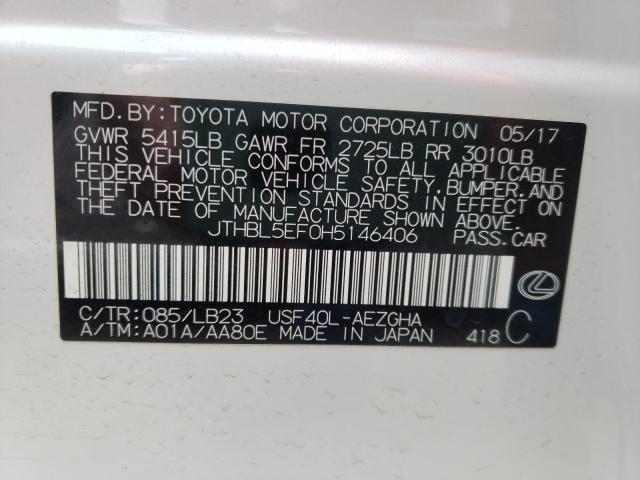 MFD. BY: TOYOTA MOTOR CORPORATION 05/17
GVWR 5415LB GAWR FR 2725LB RR 3010LB
THIS VEHICLE CONFORMS TO ALL APPLICABLE
FEDERAL MOTOR VEHICLE SAFETY, BUMPER, AND
THEFT PREVENTION STANDARDS IN EFFECT ON
THE DATE OF MANUFACTURE SHOWN ABOVE.
JTHBL5EF0H5146406 PASS. CAR
C/TR: 085/LB23 USF40L-AEZGHA
A/TM: A01A/AA80E MADE IN JAPAN 418 C